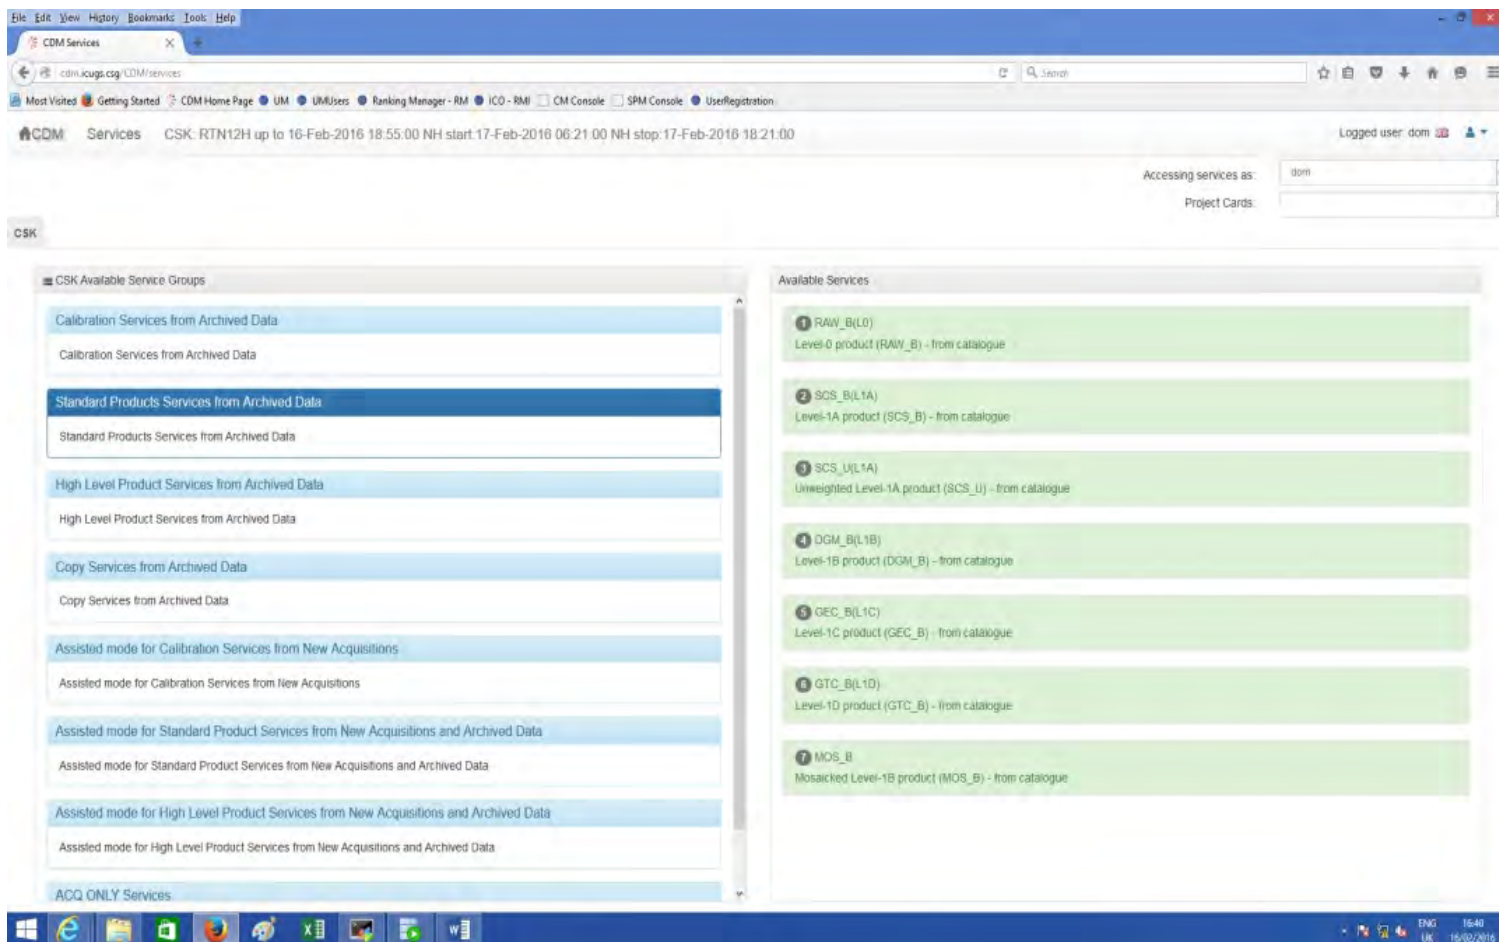 File Edit View History Bookmarks Tools Help
CDM Services
cdm.icugs.csg/CDM/services
Search
Most Visited Getting Started CDM Home Page UM UMUsers Ranking Manager - RM ICO - RMI CM Console SPM Console UserRegistration
CDM Services CSK: RTN12H up to 16-Feb-2016 18:55:00 NH start:17-Feb-2016 06:21:00 NH stop:17-Feb-2016 18:21:00 Logged user: dom
Accessing services as: dom
Project Cards:
CSK
CSK Available Service Groups
Calibration Services from Archived Data
Calibration Services from Archived Data
Standard Products Services from Archived Data
Standard Products Services from Archived Data
High Level Product Services from Archived Data
High Level Product Services from Archived Data
Copy Services from Archived Data
Copy Services from Archived Data
Assisted mode for Calibration Services from New Acquisitions
Assisted mode for Calibration Services from New Acquisitions
Assisted mode for Standard Product Services from New Acquisitions and Archived Data
Assisted mode for Standard Product Services from New Acquisitions and Archived Data
Assisted mode for High Level Product Services from New Acquisitions and Archived Data
Assisted mode for High Level Product Services from New Acquisitions and Archived Data
ACQ ONLY Services
Available Services
1 RAW_B(L0)
Level-0 product (RAW_B) - from catalogue
2 SCS_B(L1A)
Level-1A product (SCS_B) - from catalogue
3 SCS_U(L1A)
Unweighted Level-1A product (SCS_U) - from catalogue
4 DGM_B(L1B)
Level-1B product (DGM_B) - from catalogue
5 GEC_B(L1C)
Level-1C product (GEC_B) - from catalogue
6 GTC_B(L1D)
Level-1D product (GTC_B) - from catalogue
7 MOS_B
Mosaicked Level-1B product (MOS_B) - from catalogue
ENG 16:40
UK 16/02/2016